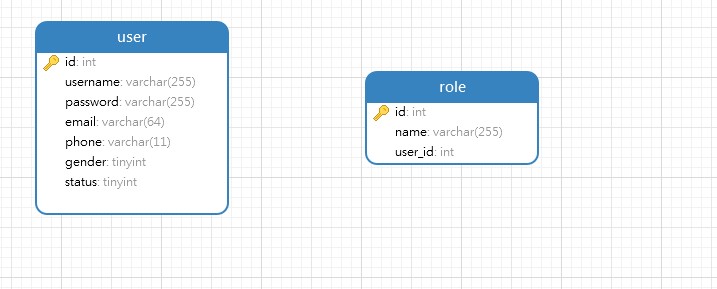 user
id: int
username: varchar(255)
password: varchar(255)
email: varchar(64)
phone: varchar(11)
gender: tinyint
status: tinyint
role
id: int
name: varchar(255)
user_id: int